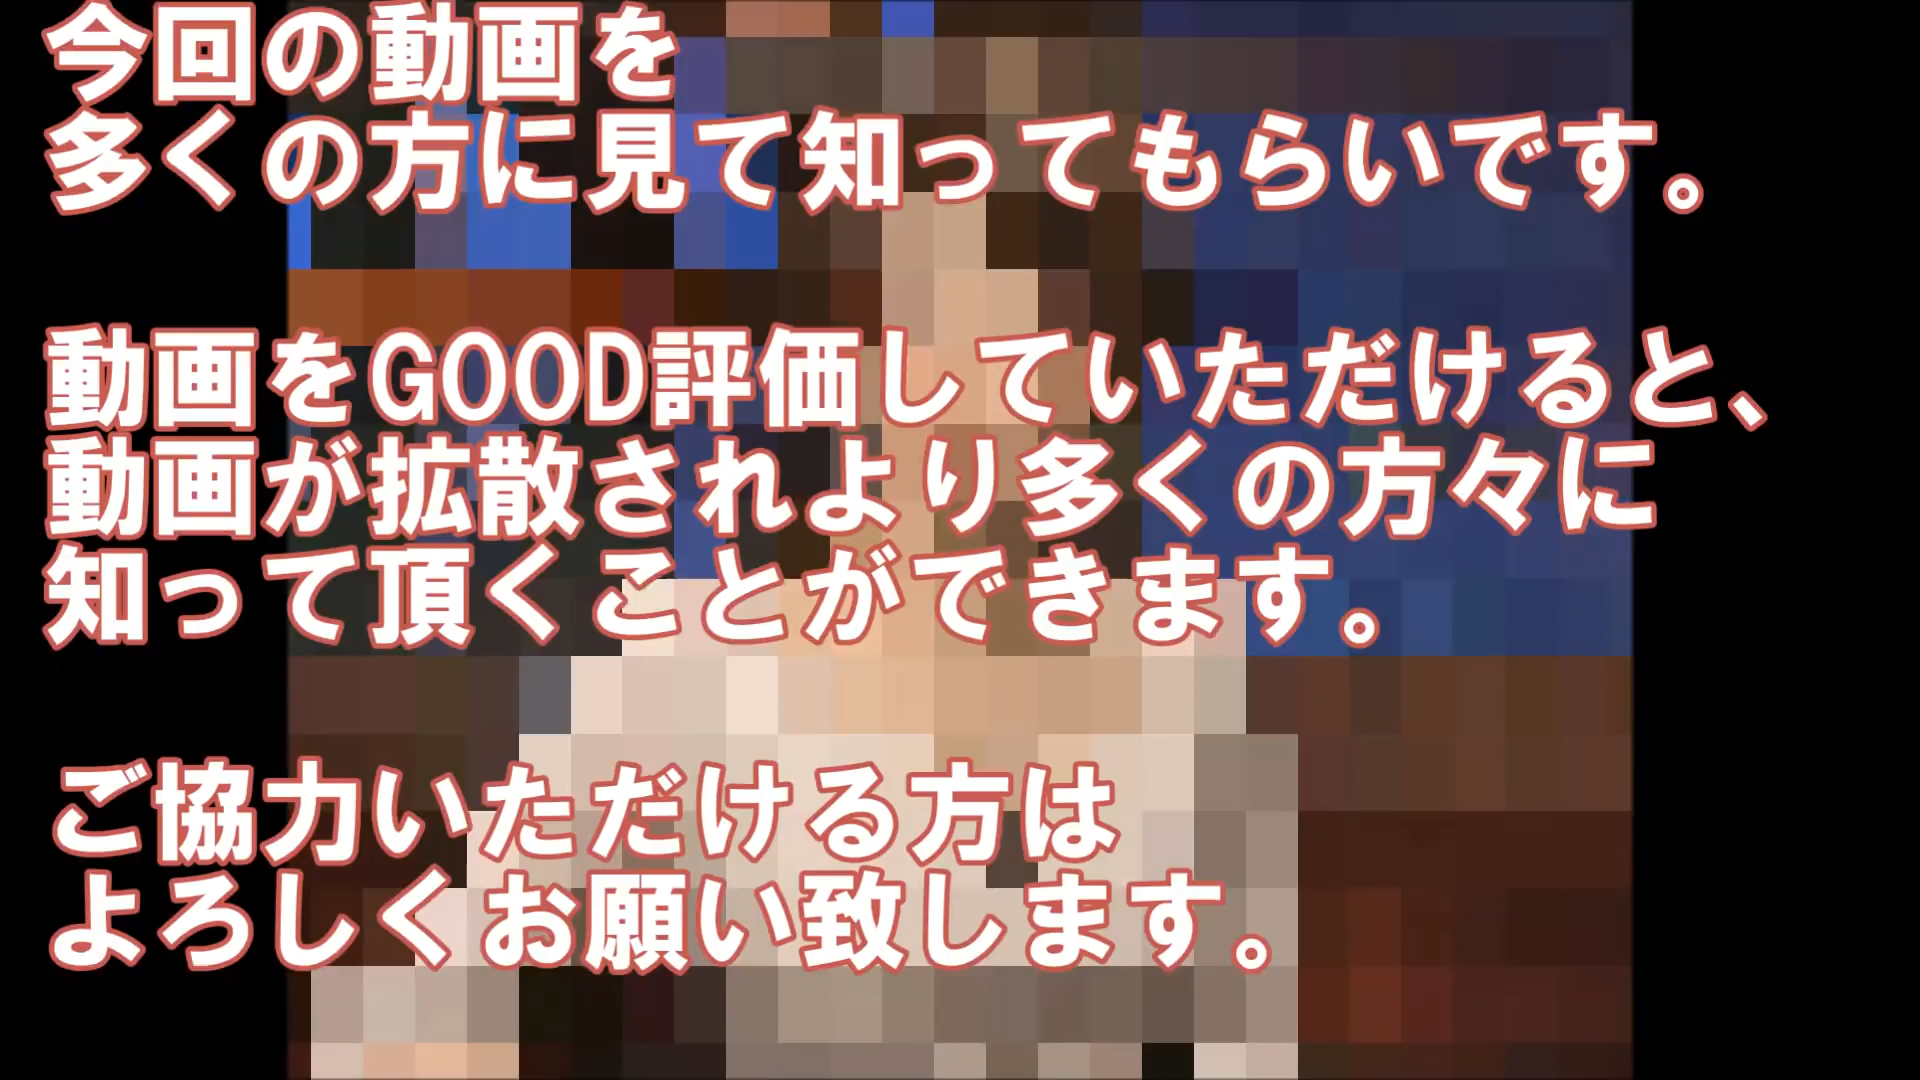 今回の動画を
多くの方に見て知ってもらいです。
動画をGOOD評価していただけると、
動画が拡散されより多くの方々に
知って頂くことができます。
ご協力いただける方は
よろしくお願い致します。